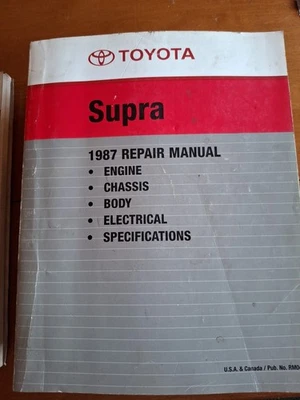 TOYOTA
Supra
1987 REPAIR MANUAL
• ENGINE
• CHASSIS
• BODY
• ELECTRICAL
• SPECIFICATIONS
U.S.A. & Canada / Pub. No.